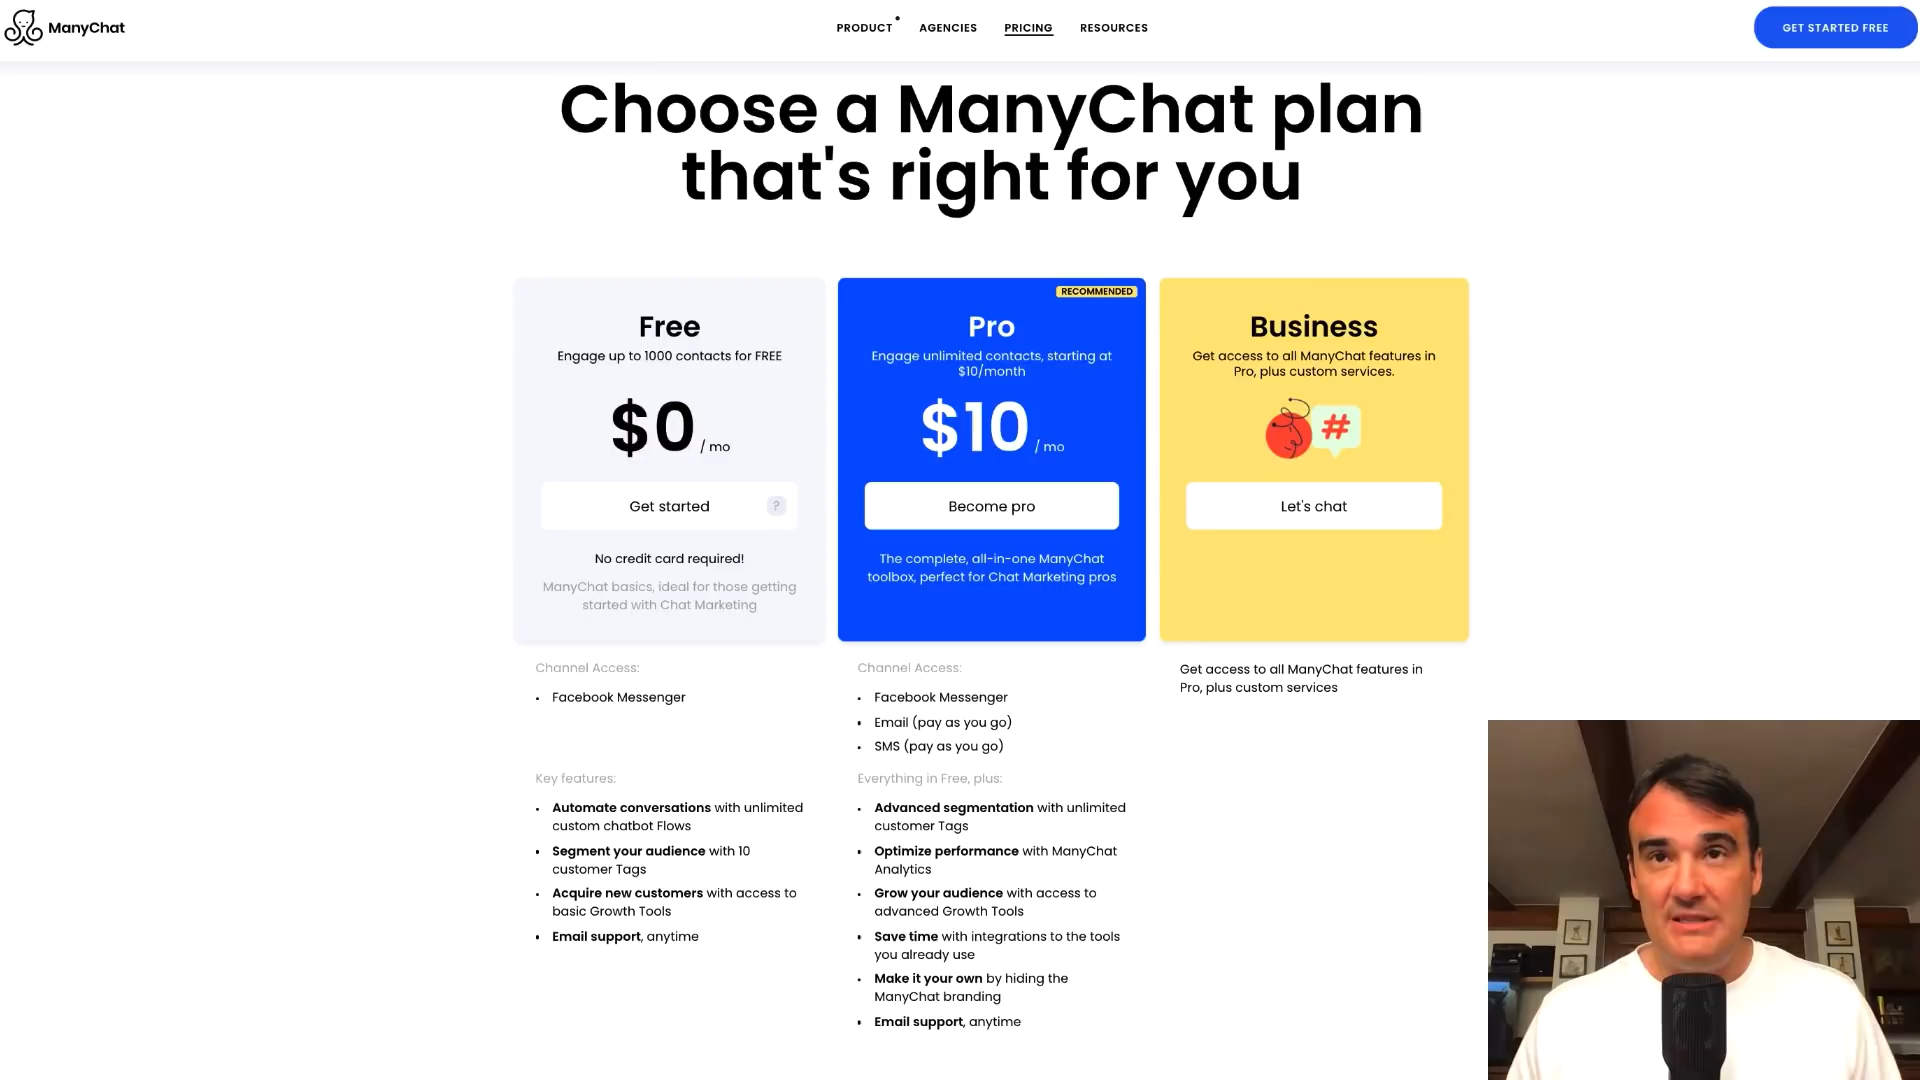 ManyChat
PRODUCT
AGENCIES
PRICING
RESOURCES
GET STARTED FREE
Choose a ManyChat plan
that's right for you
Free
Engage up to 1000 contacts for FREE
$0 / mo
Get started
?
No credit card required!
ManyChat basics, ideal for those getting
started with Chat Marketing
RECOMMENDED
Pro
Engage unlimited contacts, starting at
$10/month
$10 / mo
Become pro
The complete, all-in-one ManyChat
toolbox, perfect for Chat Marketing pros
Business
Get access to all ManyChat features in
Pro, plus custom services.
#
Let's chat
Channel Access:
• Facebook Messenger
Key features:
• Automate conversations with unlimited
custom chatbot Flows
• Segment your audience with 10
customer Tags
• Acquire new customers with access to
basic Growth Tools
• Email support, anytime
Channel Access:
• Facebook Messenger
• Email (pay as you go)
• SMS (pay as you go)
Everything in Free, plus:
• Advanced segmentation with unlimited
customer Tags
• Optimize performance with ManyChat
Analytics
• Grow your audience with access to
advanced Growth Tools
• Save time with integrations to the tools
you already use
• Make it your own by hiding the
ManyChat branding
• Email support, anytime
Get access to all ManyChat features in
Pro, plus custom services